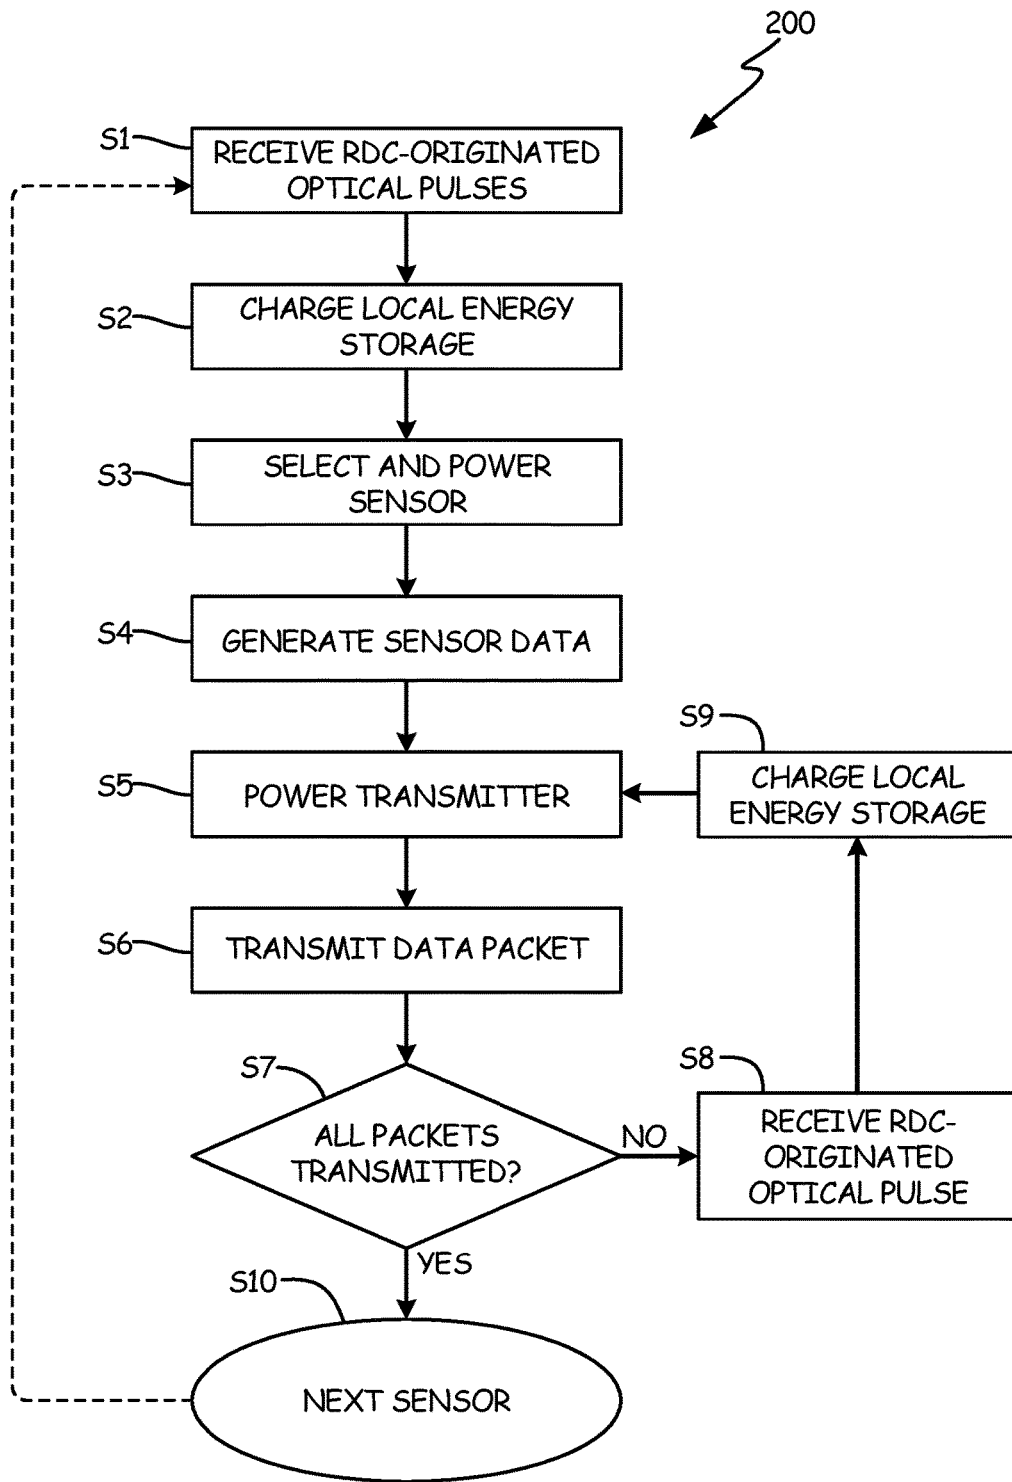 200
S1
RECEIVE RDC-ORIGINATED
OPTICAL PULSES
S2
CHARGE LOCAL ENERGY
STORAGE
S3
SELECT AND POWER
SENSOR
S4
GENERATE SENSOR DATA
S5
POWER TRANSMITTER
S9
CHARGE LOCAL
ENERGY STORAGE
S6
TRANSMIT DATA PACKET
S7
ALL PACKETS
TRANSMITTED?
NO
S8
RECEIVE RDC-
ORIGINATED
OPTICAL PULSE
YES
S10
NEXT SENSOR